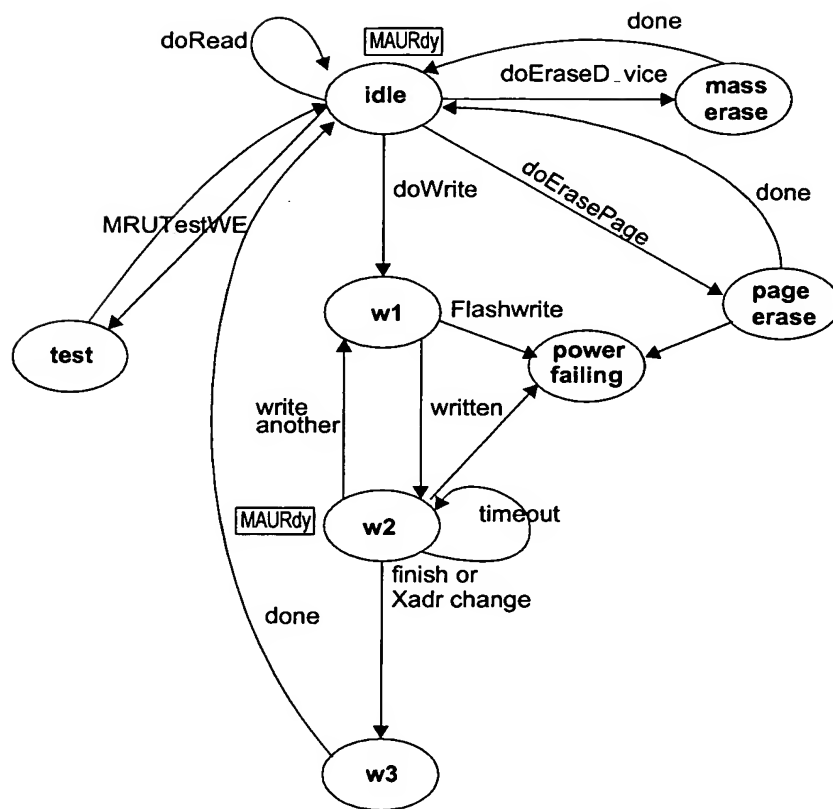 done
doRead
MAURdy
doEraseD_vice
idle
mass
erase
doWrite
doErasePage
done
MRUTestWE
w1
Flashwrite
page
erase
test
power
failing
write
another
written
MAURdy
w2
timeout
finish or
Xadr change
done
w3